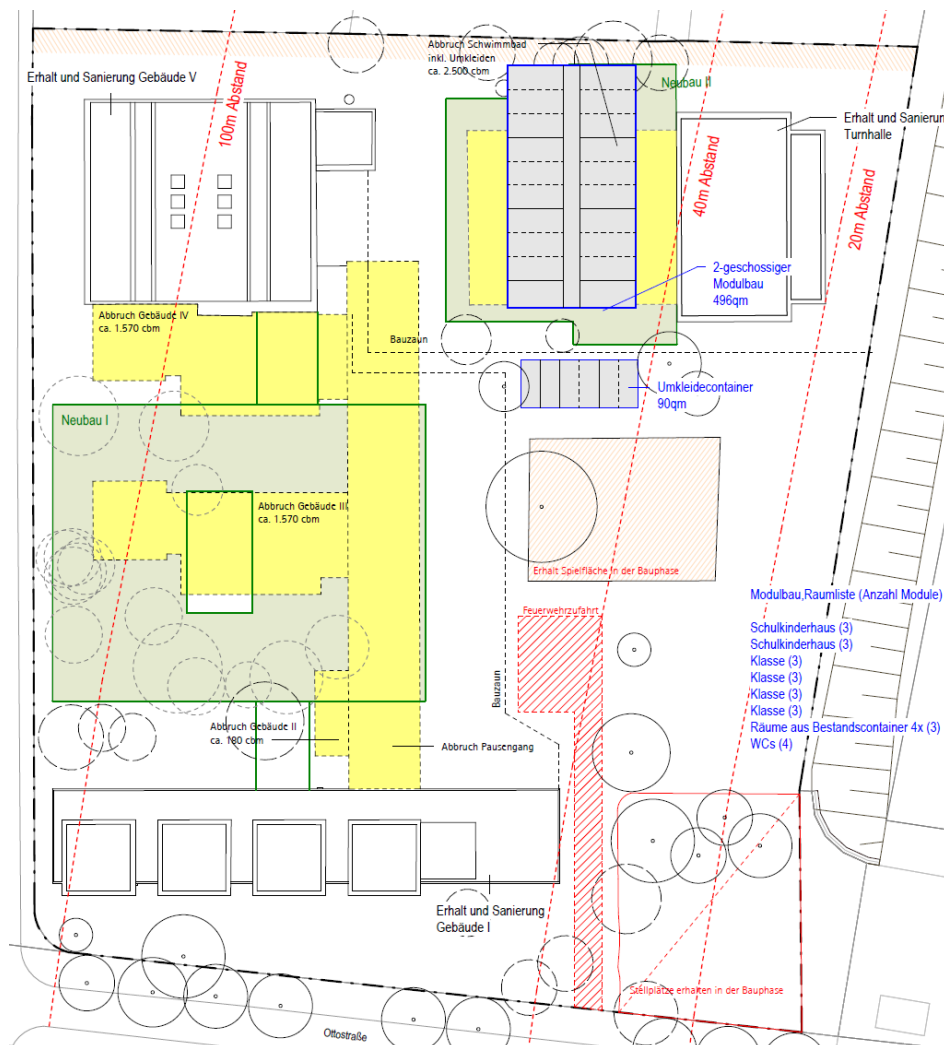 Abbruch Schwimmbad
inkl. Umkleiden
ca. 2.500 cbm
Erhalt und Sanierung Gebäude V
Neubau II
Erhalt und Sanierun
Turnhalle
100m Abstand
40m Abstand
20m Abstand
2-geschossiger
Modulbau
496qm
Abbruch Gebäude IV
ca. 1.570 cbm
Bauzaun
Umkleidecontainer
90qm
Neubau I
Abbruch Gebäude III
ca. 1.570 cbm
Erhalt Spielfläche in der Bauphase
Modulbau,Raumliste (Anzahl Module)
Feuerwehrzufahrt
Schulkinderhaus (3)
Schulkinderhaus (3)
Klasse (3)
Klasse (3)
Klasse (3)
Klasse (3)
Räume aus Bestandscontainer 4x (3)
WCs (4)
Bauzaun
Abbruch Gebäude II
ca. 180 cbm
Abbruch Pausengang
Erhalt und Sanierung
Gebäude I
Stellplätze erhalten in der Bauphase
Ottostraße